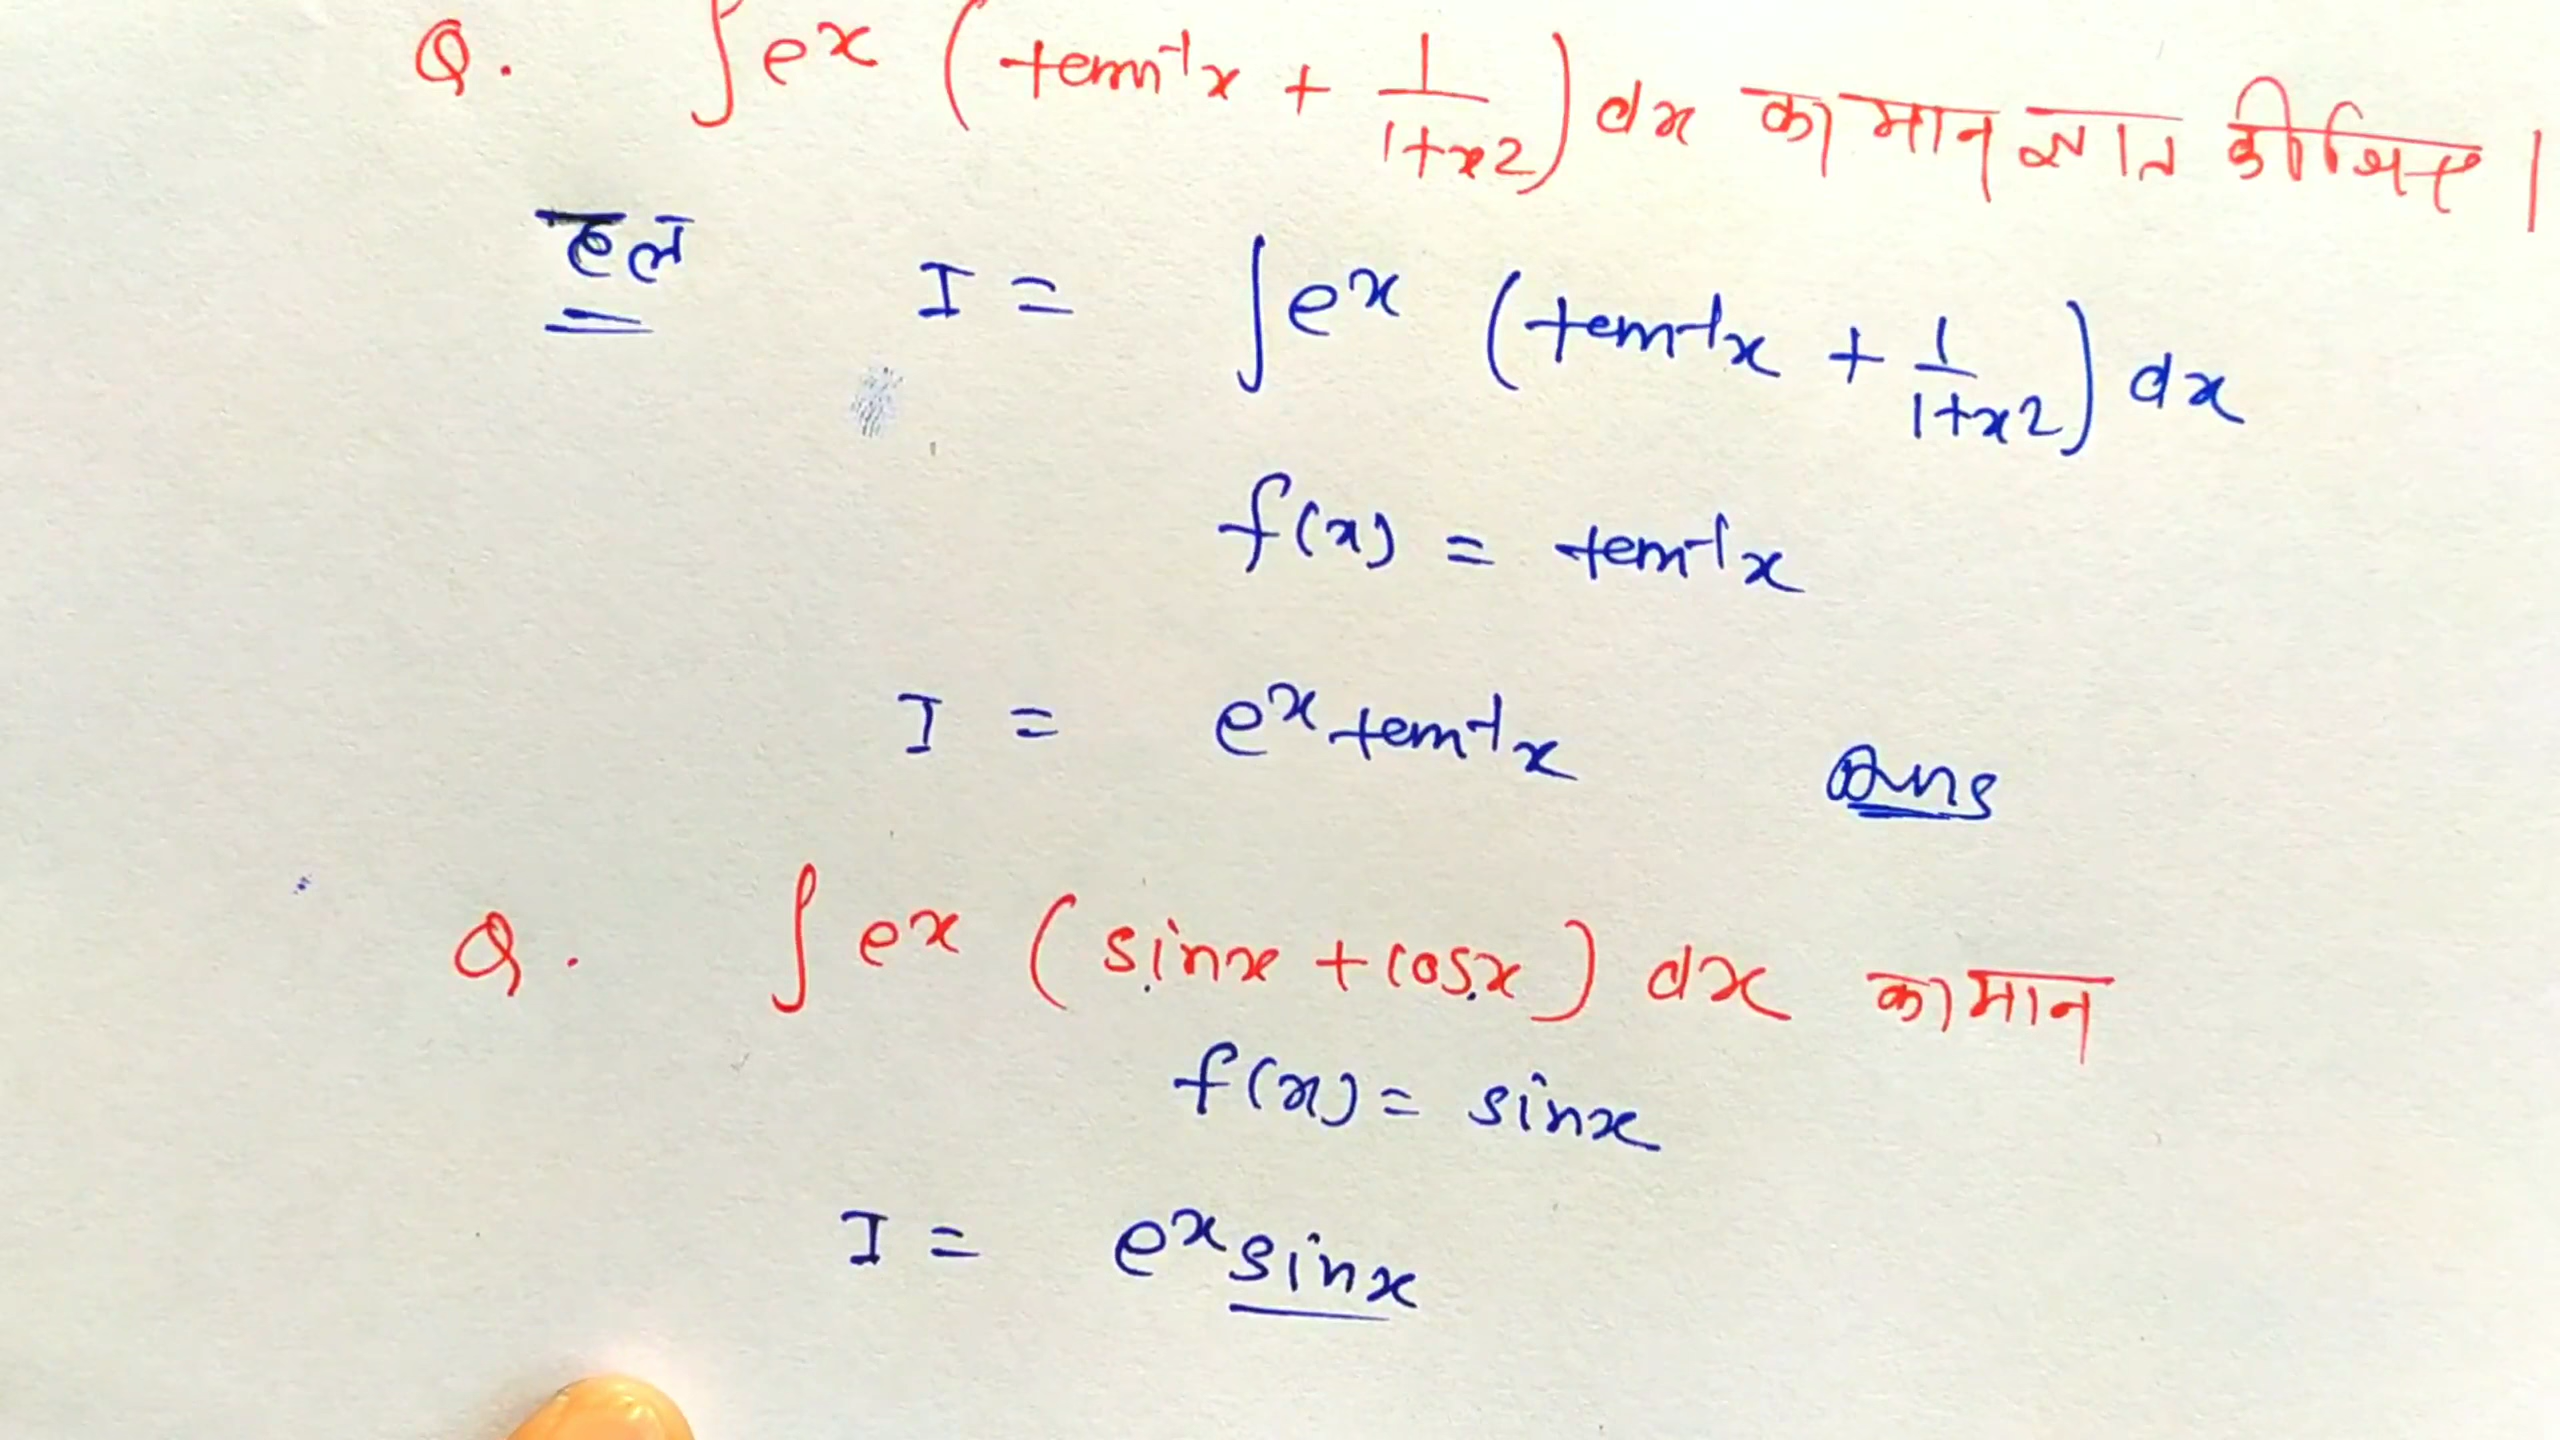 Q. ∫ex (tan-1x + 1/1+x2) dx का मान ज्ञात कीजिए।
हल I = ∫ex (tan-1x + 1/1+x2) dx
f(x) = tan-1x
I = ex tan-1x Ans
Q. ∫ex (sinx + cosx) dx का मान
f(x) = sinx
I = ex sinx